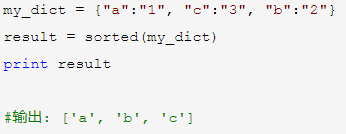 my_dict = {"a":"1", "c":"3", "b":"2"}
result = sorted(my_dict)
print result
#输出: ['a', 'b', 'c']